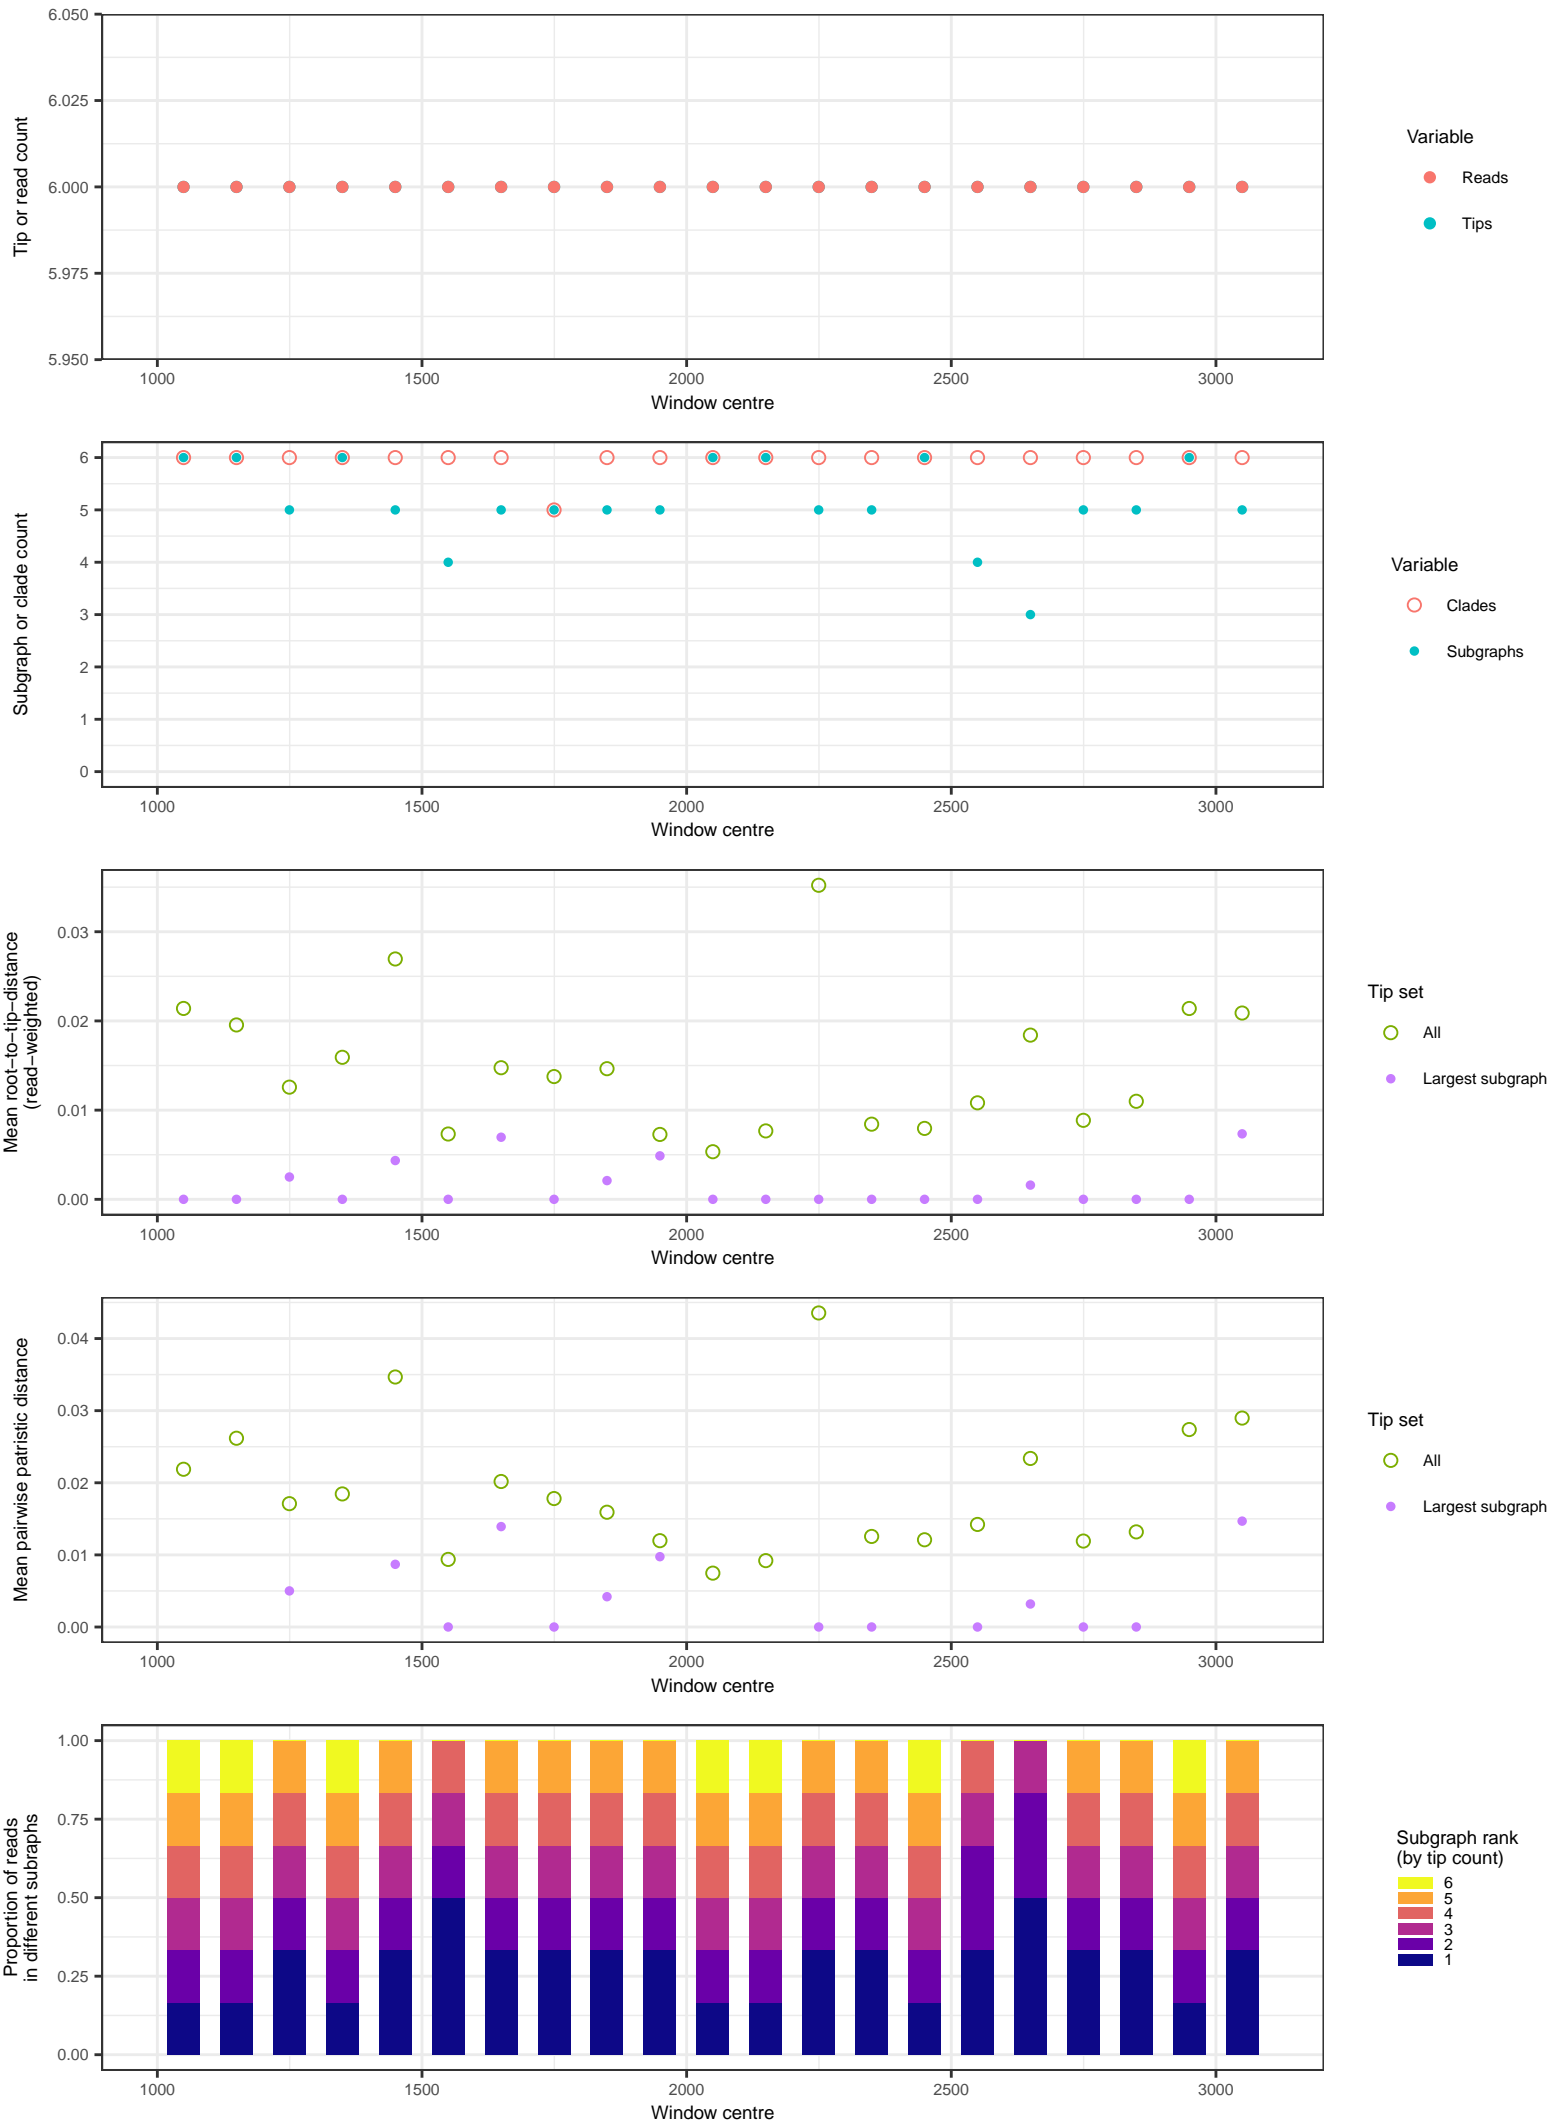 6.050
6.025
6.000
5.975
5.950
Tip or read count
1000 1500 2000 2500 3000
Window centre
Variable
Reads
Tips
6
5
4
3
2
1
0
Subgraph or clade count
1000 1500 2000 2500 3000
Window centre
Variable
Clades
Subgraphs
0.03
0.02
0.01
0.00
Mean root−to−tip−distance
(read−weighted)
1000 1500 2000 2500 3000
Window centre
Tip set
All
Largest subgraph
0.04
0.03
0.02
0.01
0.00
Mean pairwise patristic distance
1000 1500 2000 2500 3000
Window centre
Tip set
All
Largest subgraph
1.00
0.75
0.50
0.25
0.00
Proportion of reads
in different subraphs
1000 1500 2000 2500 3000
Window centre
Subgraph rank
(by tip count)
6
5
4
3
2
1